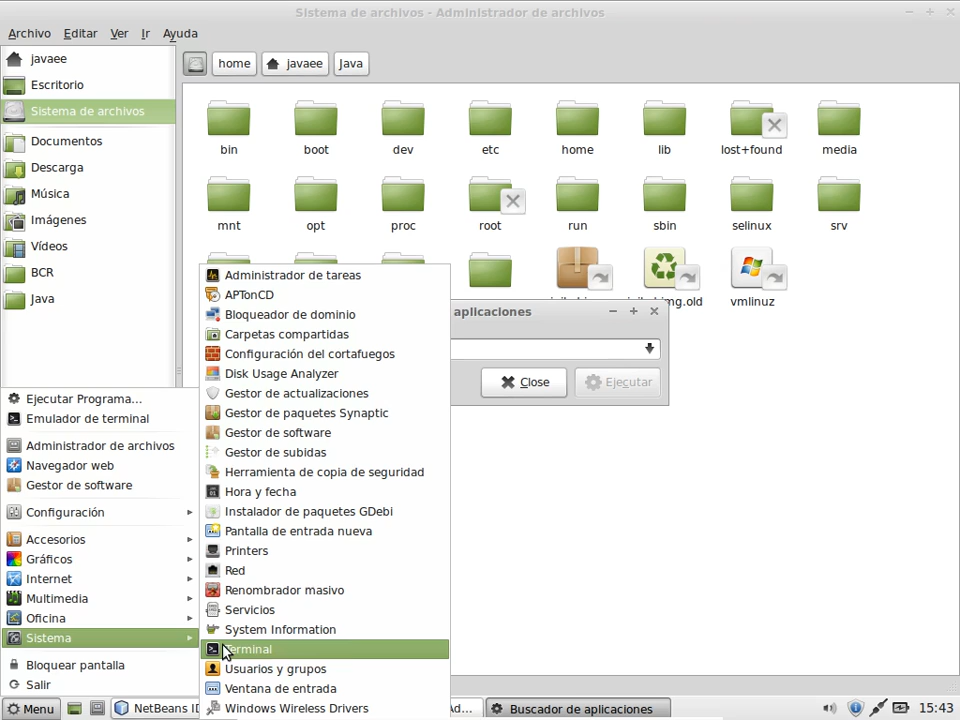 Sistema de archivos - Administrador de archivos
Archivo Editar Ver Ir Ayuda
javaee
Escritorio
Sistema de archivos
Documentos
Descarga
Música
Imágenes
Vídeos
BCR
Java
home javaee Java
bin boot dev etc home lib lost+found media
mnt opt proc root run sbin selinux srv
vmlinuz
aplicaciones
Close Ejecutar
Ejecutar Programa...
Emulador de terminal
Administrador de archivos
Navegador web
Gestor de software
Configuración
Accesorios
Gráficos
Internet
Multimedia
Oficina
Sistema
Bloquear pantalla
Salir
Administrador de tareas
APTonCD
Bloqueador de dominio
Carpetas compartidas
Configuración del cortafuegos
Disk Usage Analyzer
Gestor de actualizaciones
Gestor de paquetes Synaptic
Gestor de software
Gestor de subidas
Herramienta de copia de seguridad
Hora y fecha
Instalador de paquetes GDebi
Pantalla de entrada nueva
Printers
Red
Renombrador masivo
Servicios
System Information
Terminal
Usuarios y grupos
Ventana de entrada
Windows Wireless Drivers
Menu NetBeans ID Ad... Buscador de aplicaciones 15:43